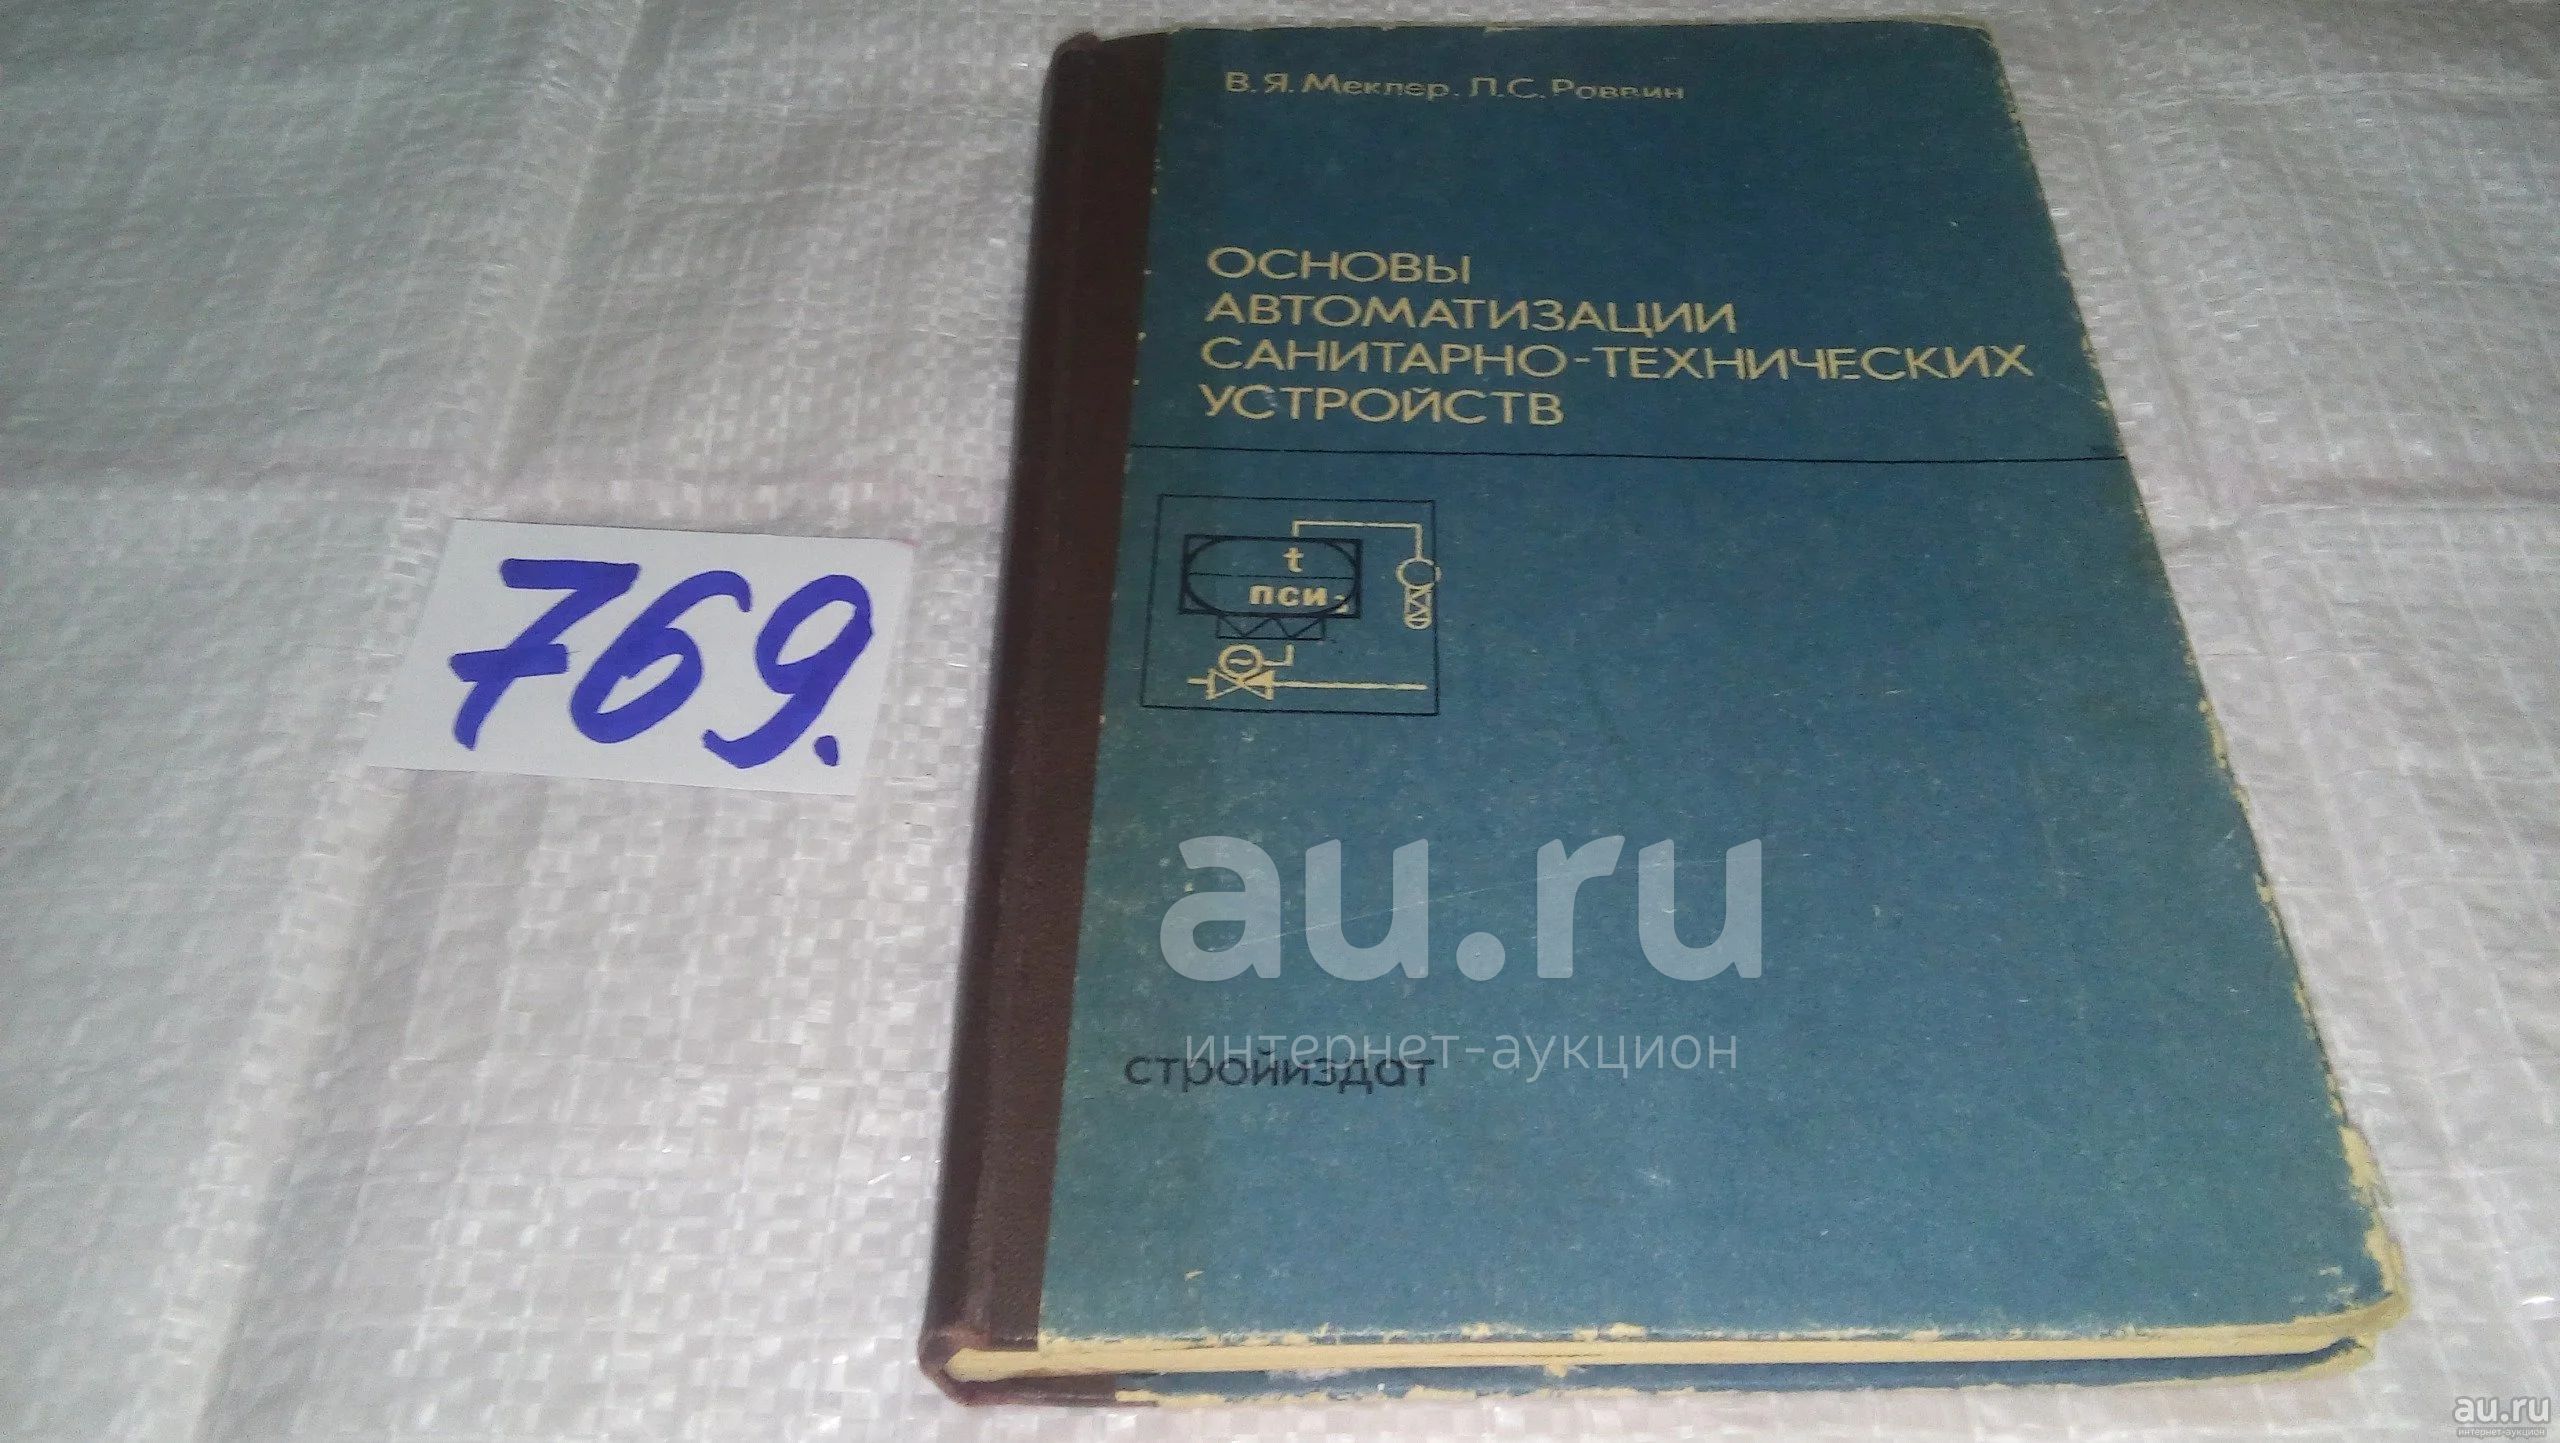 В. Я. Меклер, Л. С. Роввин
ОСНОВЫ
АВТОМАТИЗАЦИИ
САНИТАРНО-ТЕХНИЧЕСКИХ
УСТРОЙСТВ
t
пси
769.
au.ru
интернет-аукцион
стройиздат
au.ru
интернет-аукцион